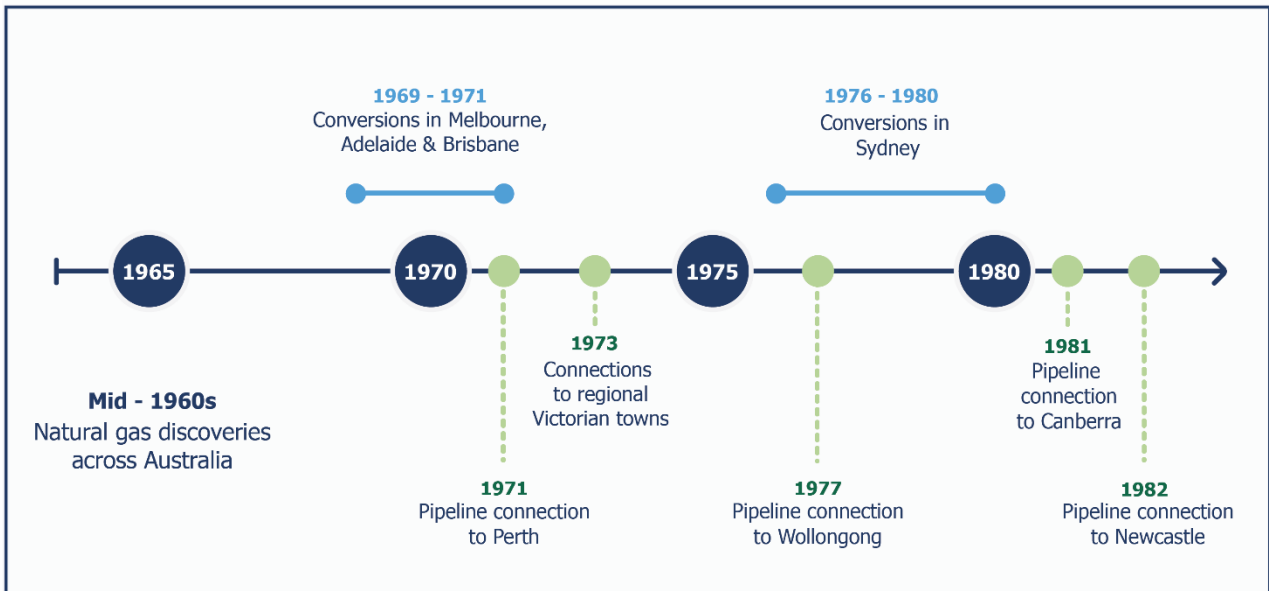 1969 - 1971
Conversions in Melbourne,
Adelaide & Brisbane
1976 - 1980
Conversions in
Sydney
1965
1970
1975
1980
Mid - 1960s
Natural gas discoveries
across Australia
1971
Pipeline connection
to Perth
1973
Connections
to regional
Victorian towns
1977
Pipeline connection
to Wollongong
1981
Pipeline
connection
to Canberra
1982
Pipeline connection
to Newcastle